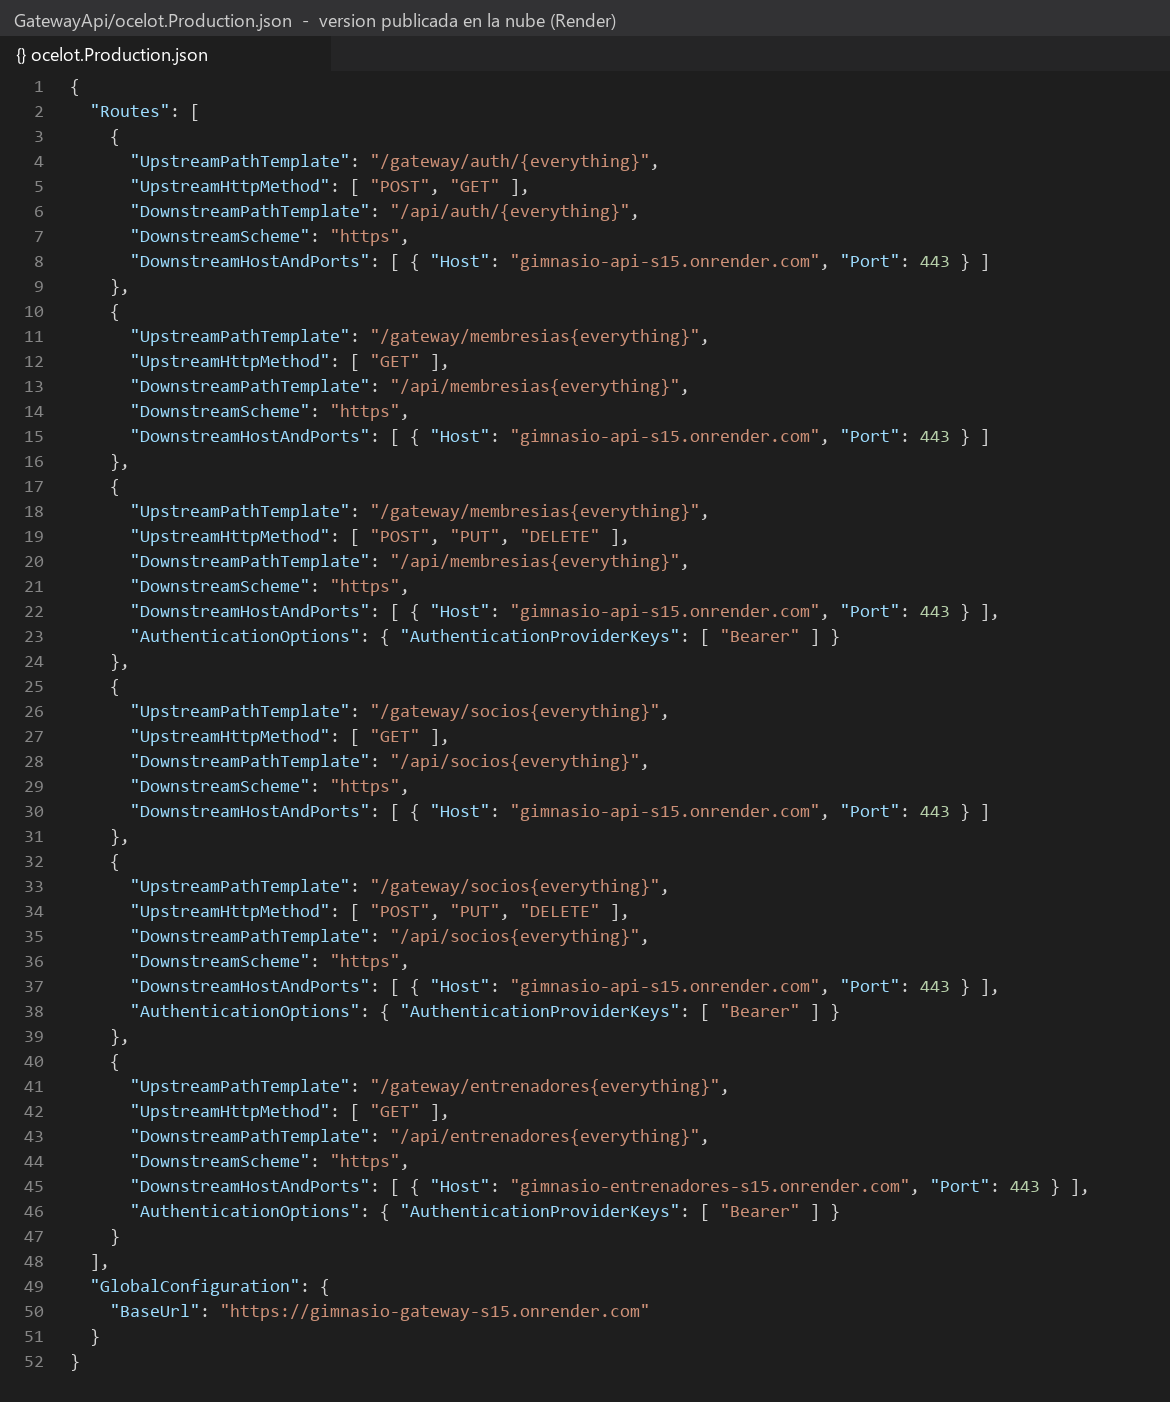 GatewayApi/ocelot.Production.json - version publicada en la nube (Render)
{} ocelot.Production.json
1 {
2 "Routes": [
3 {
4 "UpstreamPathTemplate": "/gateway/auth/{everything}",
5 "UpstreamHttpMethod": [ "POST", "GET" ],
6 "DownstreamPathTemplate": "/api/auth/{everything}",
7 "DownstreamScheme": "https",
8 "DownstreamHostAndPorts": [ { "Host": "gimnasio-api-s15.onrender.com", "Port": 443 } ]
9 },
10 {
11 "UpstreamPathTemplate": "/gateway/membresias{everything}",
12 "UpstreamHttpMethod": [ "GET" ],
13 "DownstreamPathTemplate": "/api/membresias{everything}",
14 "DownstreamScheme": "https",
15 "DownstreamHostAndPorts": [ { "Host": "gimnasio-api-s15.onrender.com", "Port": 443 } ]
16 },
17 {
18 "UpstreamPathTemplate": "/gateway/membresias{everything}",
19 "UpstreamHttpMethod": [ "POST", "PUT", "DELETE" ],
20 "DownstreamPathTemplate": "/api/membresias{everything}",
21 "DownstreamScheme": "https",
22 "DownstreamHostAndPorts": [ { "Host": "gimnasio-api-s15.onrender.com", "Port": 443 } ],
23 "AuthenticationOptions": { "AuthenticationProviderKeys": [ "Bearer" ] }
24 },
25 {
26 "UpstreamPathTemplate": "/gateway/socios{everything}",
27 "UpstreamHttpMethod": [ "GET" ],
28 "DownstreamPathTemplate": "/api/socios{everything}",
29 "DownstreamScheme": "https",
30 "DownstreamHostAndPorts": [ { "Host": "gimnasio-api-s15.onrender.com", "Port": 443 } ]
31 },
32 {
33 "UpstreamPathTemplate": "/gateway/socios{everything}",
34 "UpstreamHttpMethod": [ "POST", "PUT", "DELETE" ],
35 "DownstreamPathTemplate": "/api/socios{everything}",
36 "DownstreamScheme": "https",
37 "DownstreamHostAndPorts": [ { "Host": "gimnasio-api-s15.onrender.com", "Port": 443 } ],
38 "AuthenticationOptions": { "AuthenticationProviderKeys": [ "Bearer" ] }
39 },
40 {
41 "UpstreamPathTemplate": "/gateway/entrenadores{everything}",
42 "UpstreamHttpMethod": [ "GET" ],
43 "DownstreamPathTemplate": "/api/entrenadores{everything}",
44 "DownstreamScheme": "https",
45 "DownstreamHostAndPorts": [ { "Host": "gimnasio-entrenadores-s15.onrender.com", "Port": 443 } ],
46 "AuthenticationOptions": { "AuthenticationProviderKeys": [ "Bearer" ] }
47 }
48 ],
49 "GlobalConfiguration": {
50 "BaseUrl": "https://gimnasio-gateway-s15.onrender.com"
51 }
52 }